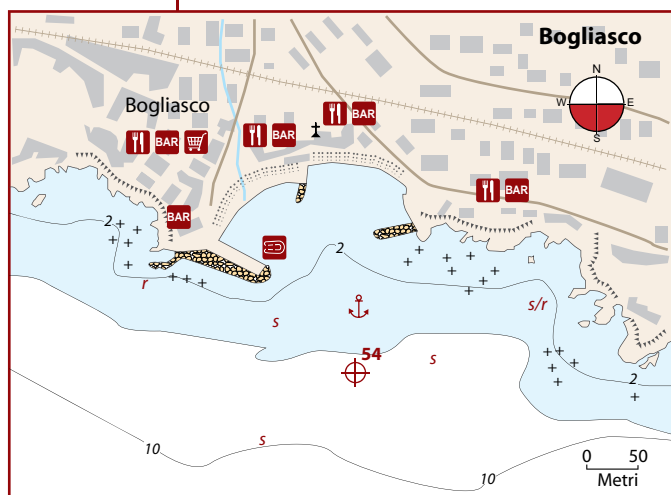 Bogliasco
N
W E
S
Bogliasco
BAR
BAR
BAR
BAR
BAR
2
2
r
s
s/r
54
s
2
s
10
10
0 50
Metri